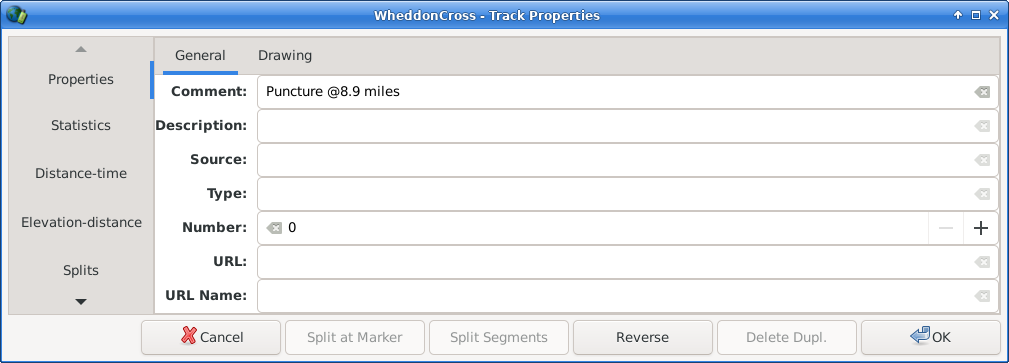 WheddonCross - Track Properties
Properties
Statistics
Distance-time
Elevation-distance
Splits
General Drawing
Comment: Puncture @8.9 miles
Description:
Source:
Type:
Number: 0
URL:
URL Name:
Cancel Split at Marker Split Segments Reverse Delete Dupl. OK